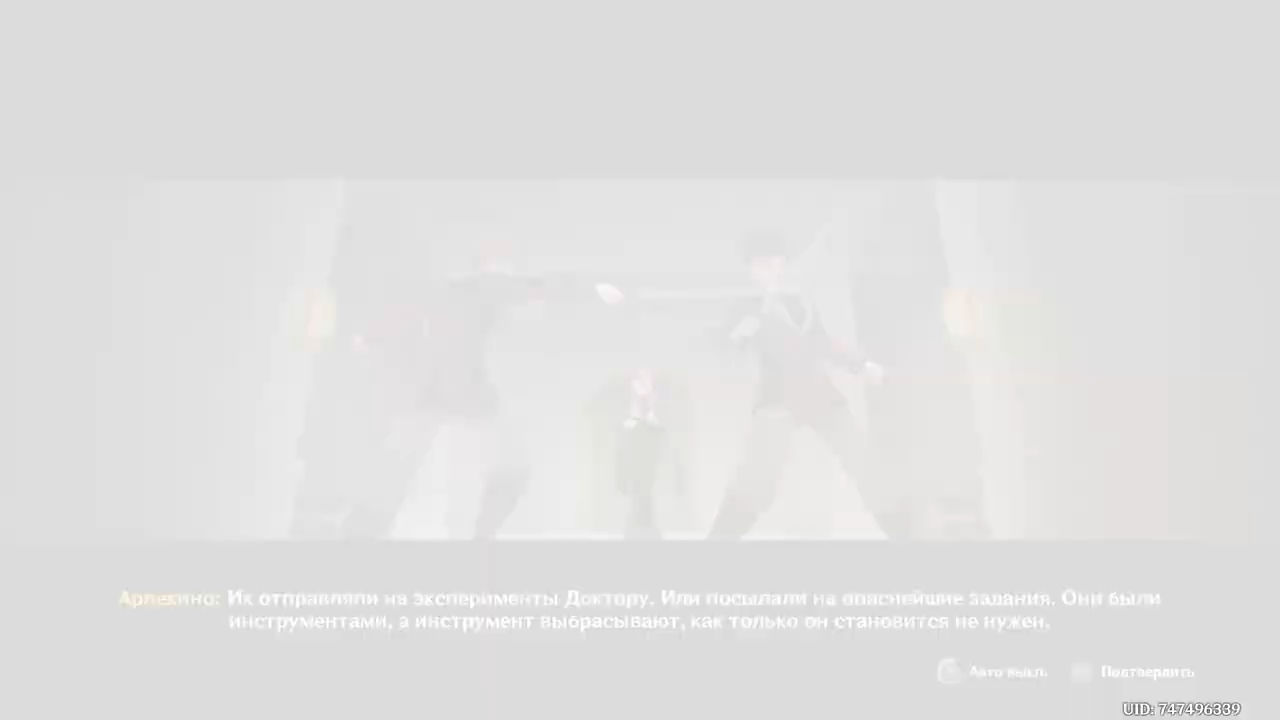 Арлекино: Их отправляли на эксперименты Доктору. Или посылали на опаснейшие задания. Они были
инструментами, а инструмент выбрасывают, как только он становится не нужен.
Авто выкл. Подтвердить
UID: 747496339